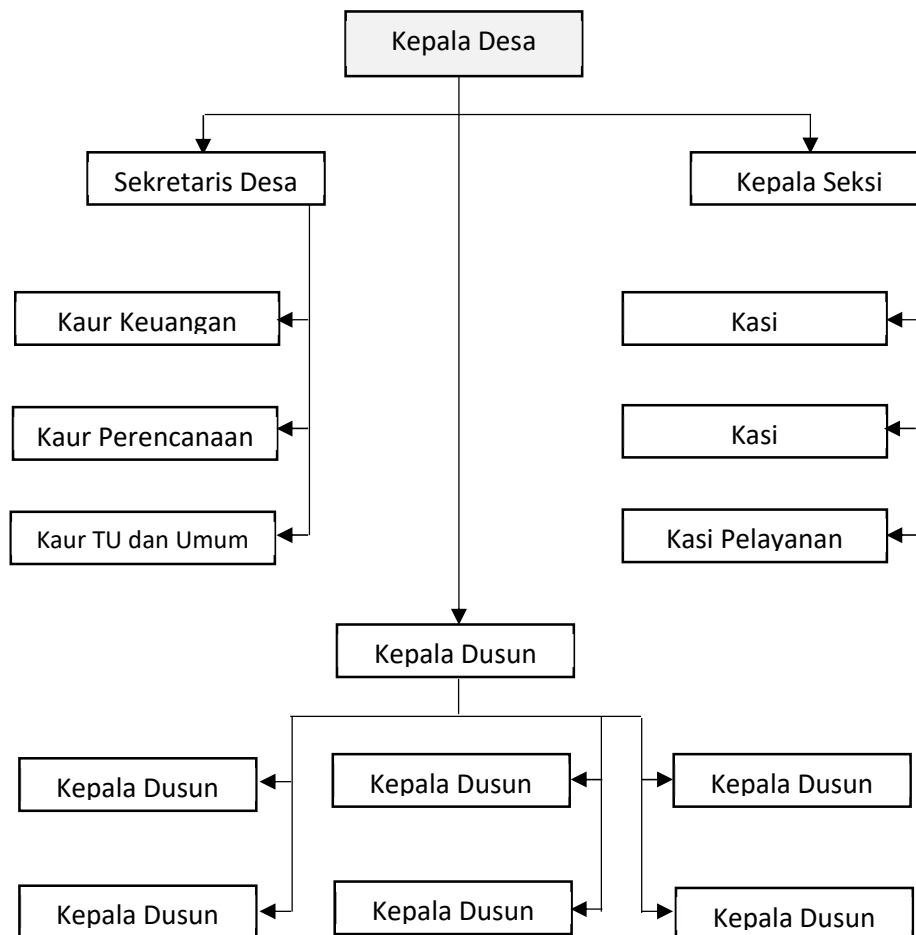 Kepala Desa
Sekretaris Desa
Kepala Seksi
Kaur Keuangan
Kasi
Kaur Perencanaan
Kasi
Kaur TU dan Umum
Kasi Pelayanan
Kepala Dusun
Kepala Dusun
Kepala Dusun
Kepala Dusun
Kepala Dusun
Kepala Dusun
Kepala Dusun